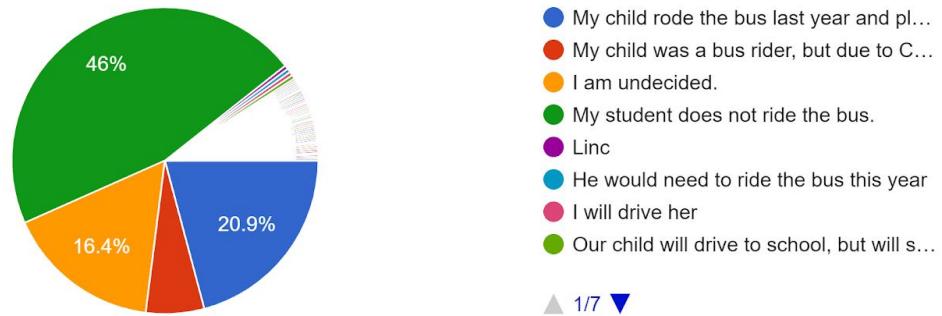 46%
16.4%
20.9%
My child rode the bus last year and pl...
My child was a bus rider, but due to C...
I am undecided.
My student does not ride the bus.
Linc
He would need to ride the bus this year
I will drive her
Our child will drive to school, but will s...
1/7